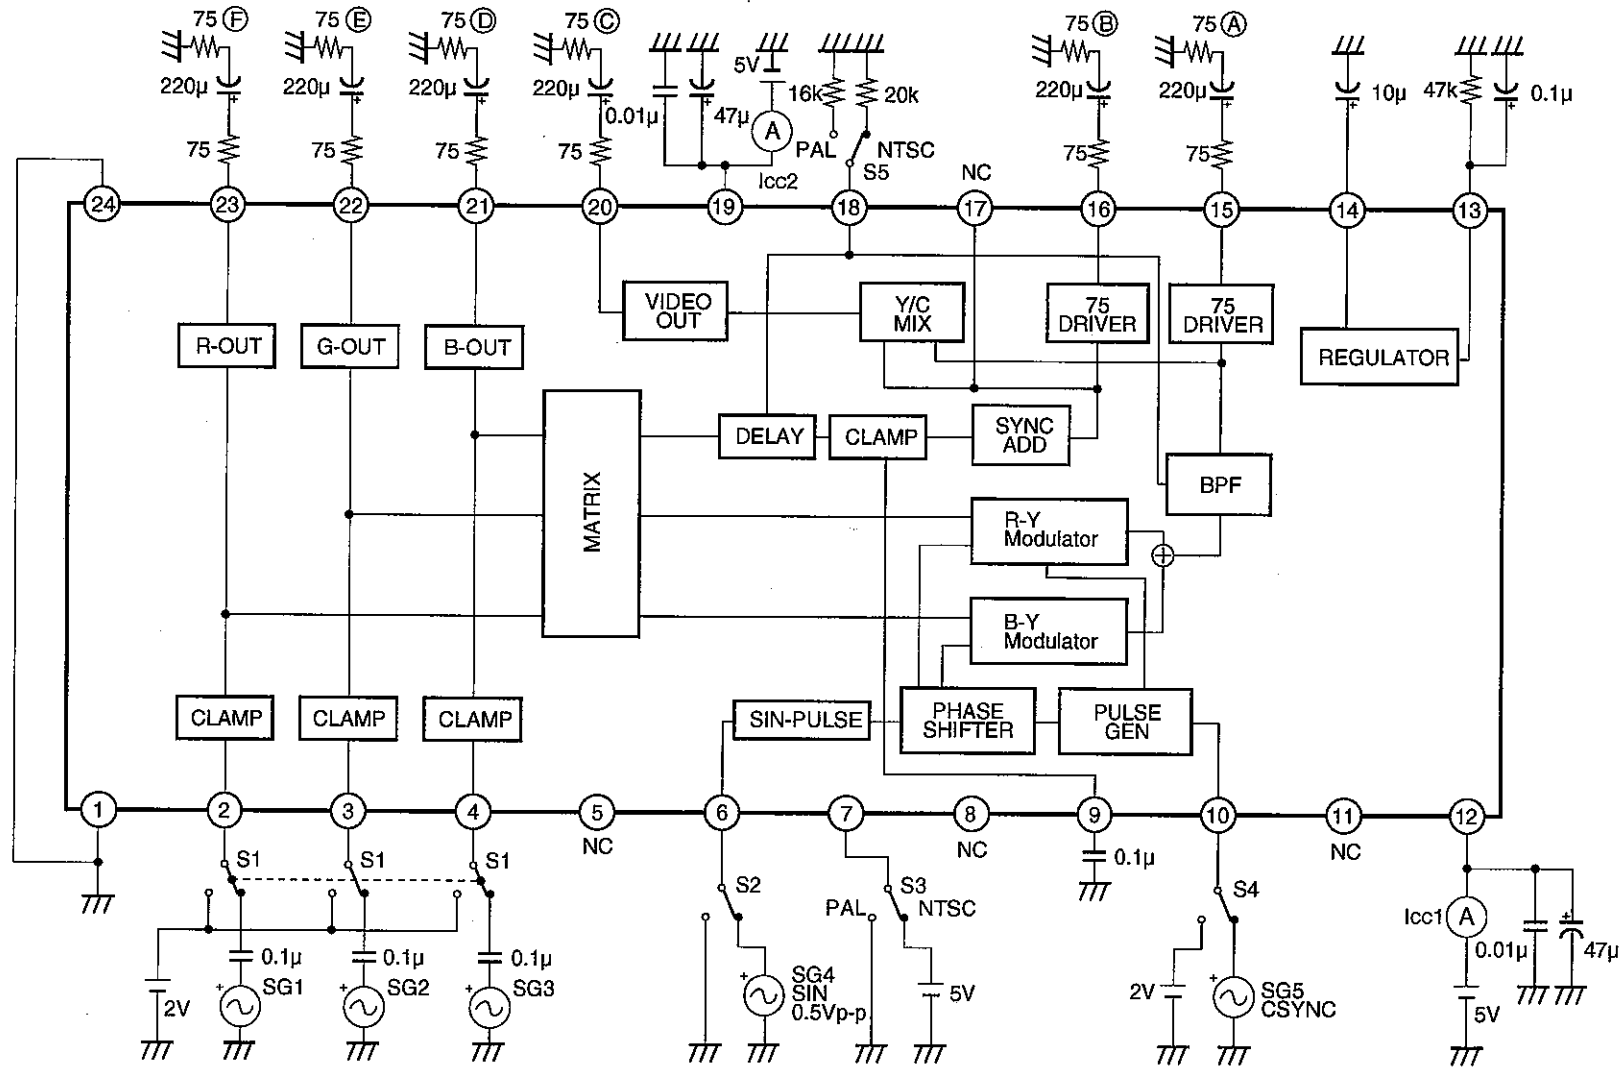 75 Ⓕ
75 Ⓔ
75 Ⓓ
75 Ⓒ
75 Ⓑ
75 Ⓐ
220µ
+
220µ
+
220µ
+
220µ
+
0.01µ
47µ
+
5V
A
Icc2
16k
20k
PAL
NTSC
S5
220µ
+
220µ
+
10µ
+
47k
0.1µ
+
75
75
75
75
75
75
NC
24
23
22
21
20
19
18
17
16
15
14
13
VIDEO
OUT
Y/C
MIX
75
DRIVER
75
DRIVER
R-OUT
G-OUT
B-OUT
REGULATOR
MATRIX
DELAY
CLAMP
SYNC
ADD
BPF
R-Y
Modulator
+
B-Y
Modulator
CLAMP
CLAMP
CLAMP
SIN-PULSE
PHASE
SHIFTER
PULSE
GEN
1
2
3
4
5
6
7
8
9
10
11
12
NC
NC
NC
S1
S1
S1
S2
S3
PAL
NTSC
0.1µ
S4
Icc1
A
0.01µ
47µ
+
0.1µ
0.1µ
0.1µ
2V
+
SG1
+
SG2
+
SG3
+
SG4
SIN
0.5Vp-p
5V
2V
+
SG5
CSYNC
5V